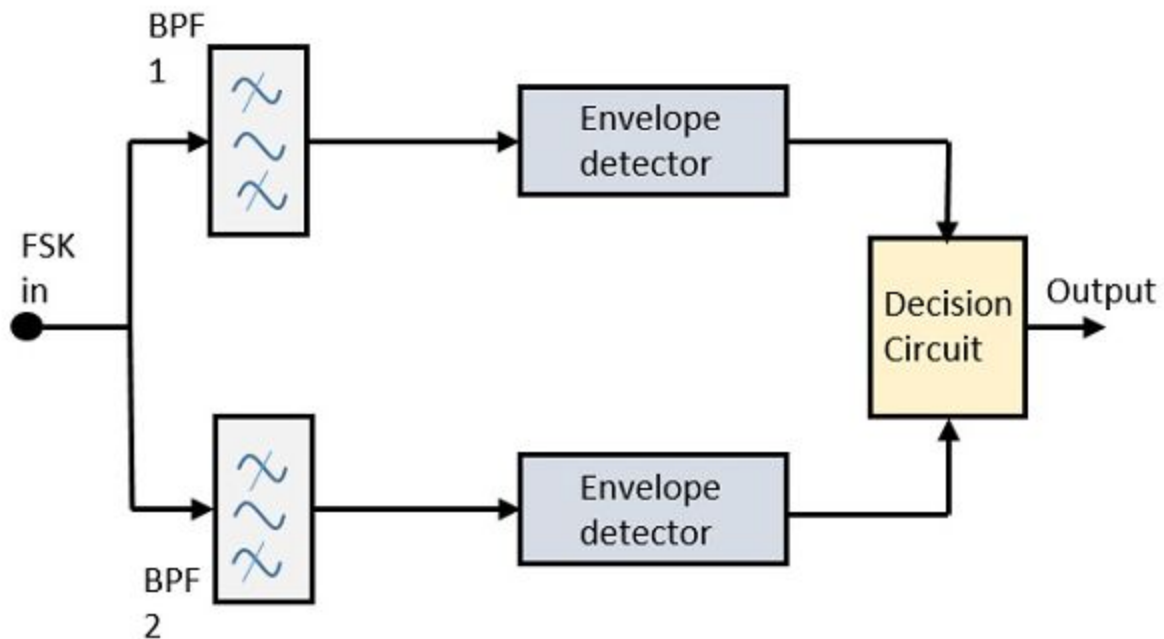 BPF
1
Envelope
detector
FSK
in
Decision
Circuit
Output
Envelope
detector
BPF
2